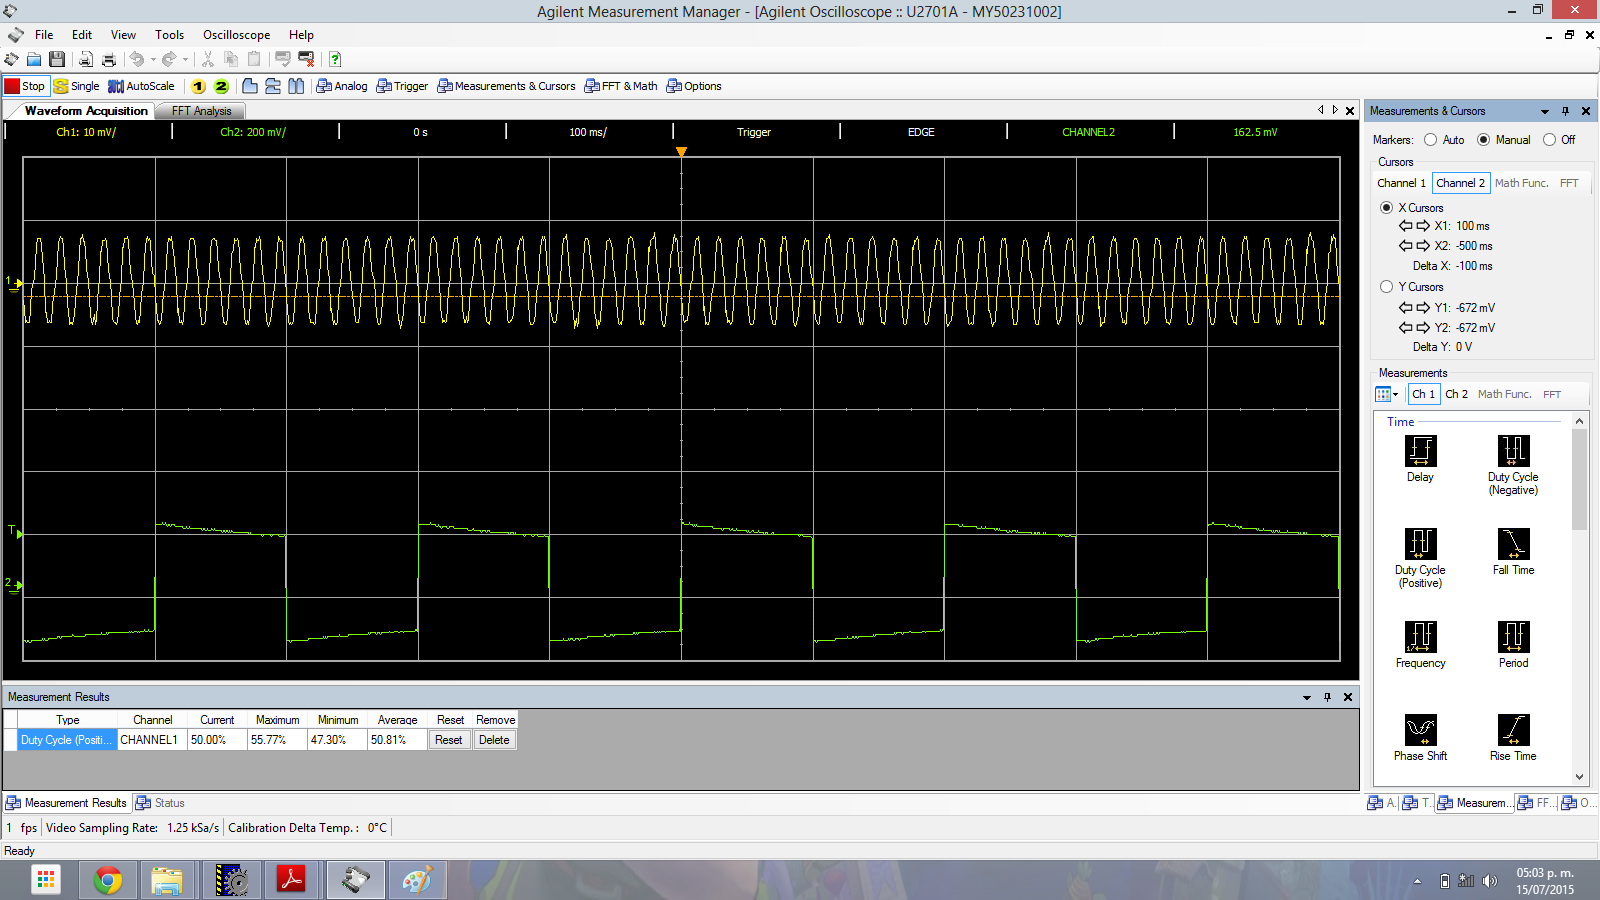 Agilent Measurement Manager - [Agilent Oscilloscope :: U2701A - MY50231002]
File Edit View Tools Oscilloscope Help
Stop Single AutoScale 1 2 Analog Trigger Measurements & Cursors FFT & Math Options
Waveform Acquisition FFT Analysis
Ch1: 10 mV/ Ch2: 200 mV/ 0 s 100 ms/ Trigger EDGE CHANNEL2 162.5 mV
1
T
2
Measurements & Cursors
Markers: Auto Manual Off
Cursors
Channel 1 Channel 2 Math Func. FFT
X Cursors
X1: 100 ms
X2: -500 ms
Delta X: -100 ms
Y Cursors
Y1: -672 mV
Y2: -672 mV
Delta Y: 0 V
Measurements
Ch 1 Ch 2 Math Func. FFT
Time
Delay Duty Cycle (Negative)
Duty Cycle (Positive) Fall Time
Frequency Period
Phase Shift Rise Time
A. T.. Measurem... FF.. O...
Measurement Results
Type Channel Current Maximum Minimum Average Reset Remove
Duty Cycle (Positi... CHANNEL1 50.00% 55.77% 47.30% 50.81% Reset Delete
Measurement Results Status
1 fps Video Sampling Rate: 1.25 kSa/s Calibration Delta Temp. : 0°C
Ready
05:03 p. m.
15/07/2015